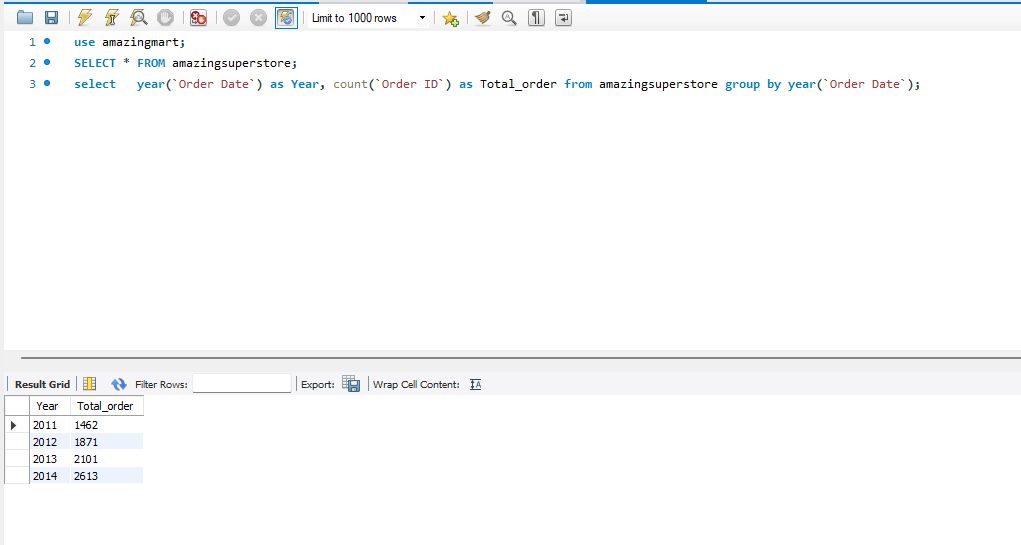 Limit to 1000 rows
1 use amazingmart;
2 SELECT * FROM amazingsuperstore;
3 select year(`Order Date`) as Year, count(`Order ID`) as Total_order from amazingsuperstore group by year(`Order Date`);
Result Grid Filter Rows: Export: Wrap Cell Content:
Year Total_order
2011 1462
2012 1871
2013 2101
2014 2613